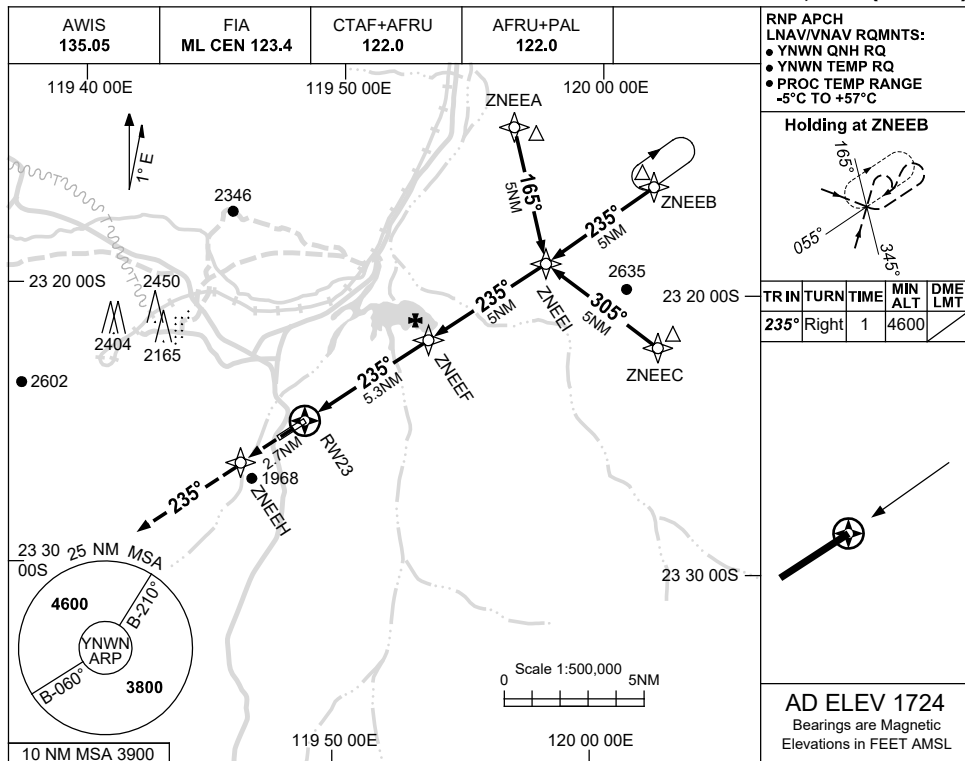 AWIS
135.05
FIA
ML CEN 123.4
CTAF+AFRU
122.0
AFRU+PAL
122.0
RNP APCH
LNAV/VNAV RQMNTS:
● YNWN QNH RQ
● YNWN TEMP RQ
● PROC TEMP RANGE
-5°C TO +57°C
119 40 00E
119 50 00E
120 00 00E
1° E
ZNEEA
165°
5NM
ZNEEB
235°
5NM
Holding at ZNEEB
165°
055°
345°
2346
23 20 00S
2450
2404
2165
2602
ZNEEI
2635
23 20 00S
305°
5NM
ZNEEC
235°
5NM
ZNEEF
235°
5.3NM
RW23
2.7NM
1968
ZNEEH
235°
TR IN TURN TIME MIN ALT DME LMT
235° Right 1 4600
23 30 00S
25 NM MSA
4600
B-210°
YNWN
ARP
B-060°
3800
23 30 00S
Scale 1:500,000
0 5NM
10 NM MSA 3900
119 50 00E
120 00 00E
AD ELEV 1724
Bearings are Magnetic
Elevations in FEET AMSL